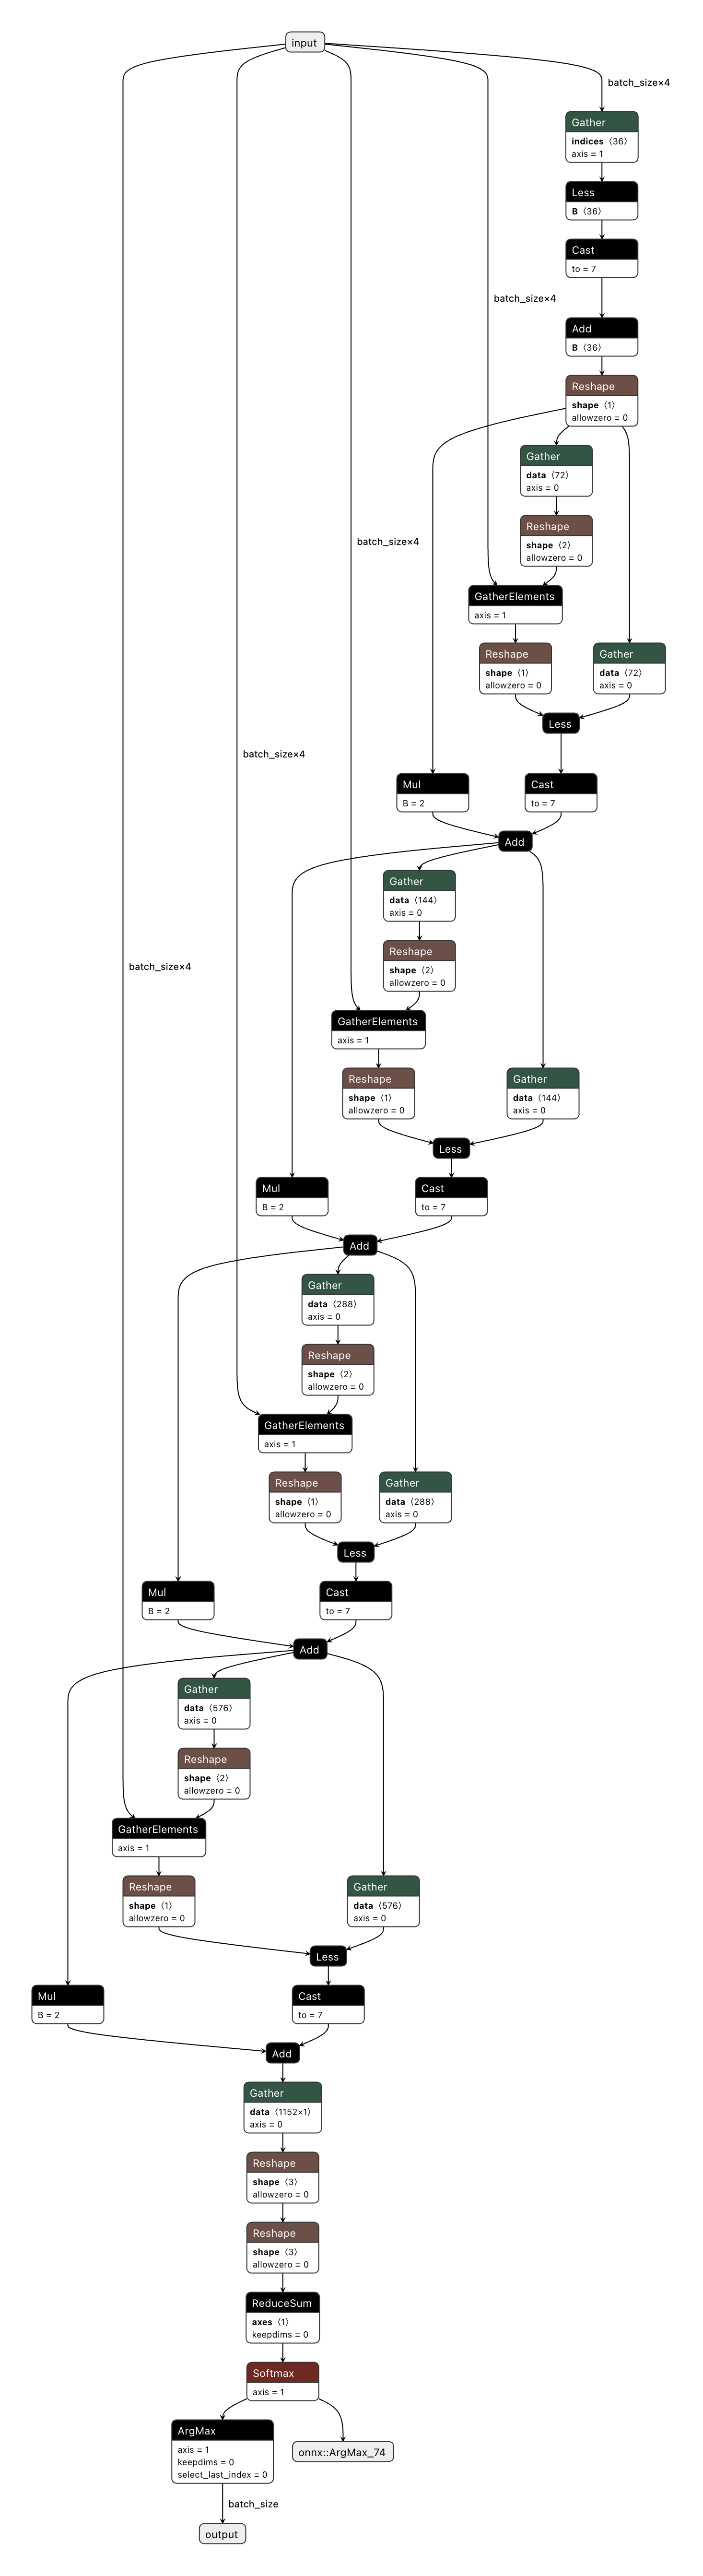 input
batch_size×4
Gather
indices ⟨36⟩
axis = 1
Less
B ⟨36⟩
Cast
to = 7
batch_size×4
Add
B ⟨36⟩
Reshape
shape ⟨1⟩
allowzero = 0
Gather
data ⟨72⟩
axis = 0
Reshape
shape ⟨2⟩
allowzero = 0
batch_size×4
GatherElements
axis = 1
Reshape
shape ⟨1⟩
allowzero = 0
Gather
data ⟨72⟩
axis = 0
Less
batch_size×4
Mul
B = 2
Cast
to = 7
Add
Gather
data ⟨144⟩
axis = 0
Reshape
shape ⟨2⟩
allowzero = 0
batch_size×4
GatherElements
axis = 1
Reshape
shape ⟨1⟩
allowzero = 0
Gather
data ⟨144⟩
axis = 0
Less
Mul
B = 2
Cast
to = 7
Add
Gather
data ⟨288⟩
axis = 0
Reshape
shape ⟨2⟩
allowzero = 0
GatherElements
axis = 1
Reshape
shape ⟨1⟩
allowzero = 0
Gather
data ⟨288⟩
axis = 0
Less
Mul
B = 2
Cast
to = 7
Add
Gather
data ⟨576⟩
axis = 0
Reshape
shape ⟨2⟩
allowzero = 0
GatherElements
axis = 1
Reshape
shape ⟨1⟩
allowzero = 0
Gather
data ⟨576⟩
axis = 0
Less
Mul
B = 2
Cast
to = 7
Add
Gather
data ⟨1152×1⟩
axis = 0
Reshape
shape ⟨3⟩
allowzero = 0
Reshape
shape ⟨3⟩
allowzero = 0
ReduceSum
axes ⟨1⟩
keepdims = 0
Softmax
axis = 1
ArgMax
axis = 1
keepdims = 0
select_last_index = 0
onnx::ArgMax_74
batch_size
output